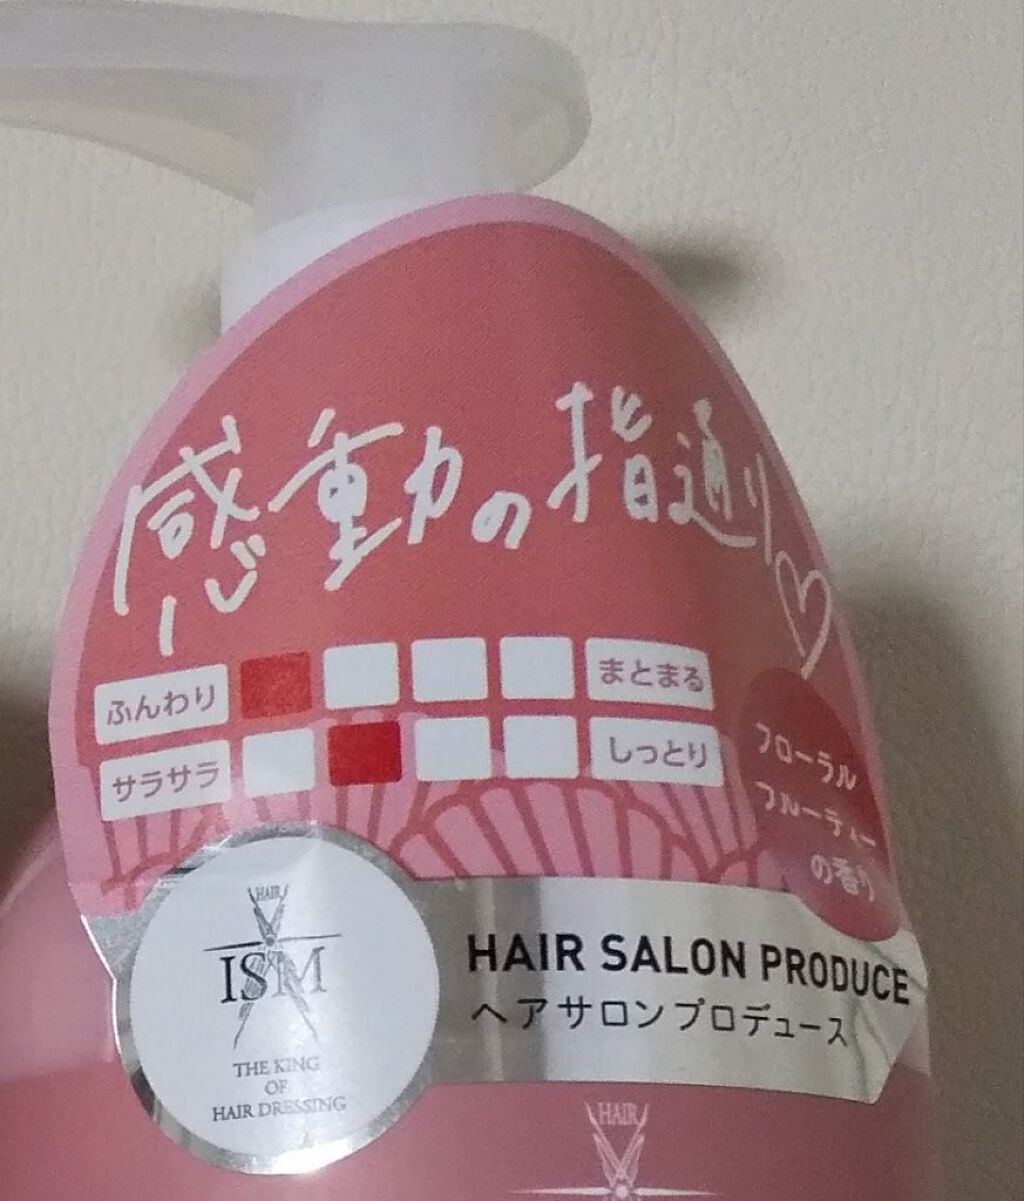 感動の指通り♡
ふんわり まとまる
サラサラ しっとり
フローラル
フルーティー
の香り
HAIR
ISM
THE KING
OF
HAIR DRESSING
HAIR SALON PRODUCE
ヘアサロンプロデュース
HAIR